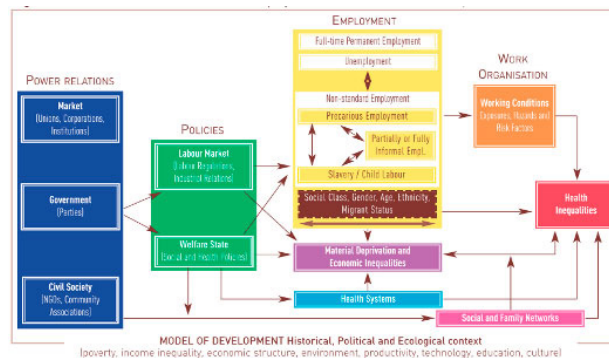 POWER RELATIONS
Market
(Unions, Corporations,
Institutions)
Government
(Parties)
Civil Society
(NGOs, Community
Associations)
POLICIES
Labour Market
(Labour Regulations,
Industrial Relations)
Welfare State
(Social and Health Policies)
EMPLOYMENT
Full-time Permanent Employment
Unemployment
Non-standard Employment
Precarious Employment
Partially or Fully
Informal Empl.
Slavery / Child Labour
Social Class, Gender, Age, Ethnicity,
Migrant Status
Material Deprivation and
Economic Inequalities
Health Systems
WORK
ORGANISATION
Working Conditions
Exposures, Hazards and
Risk Factors
Health
Inequalities
Social and Family Networks
MODEL OF DEVELOPMENT Historical, Political and Ecological context
(poverty, income inequality, economic structure, environment, productivity, technology, education, culture)